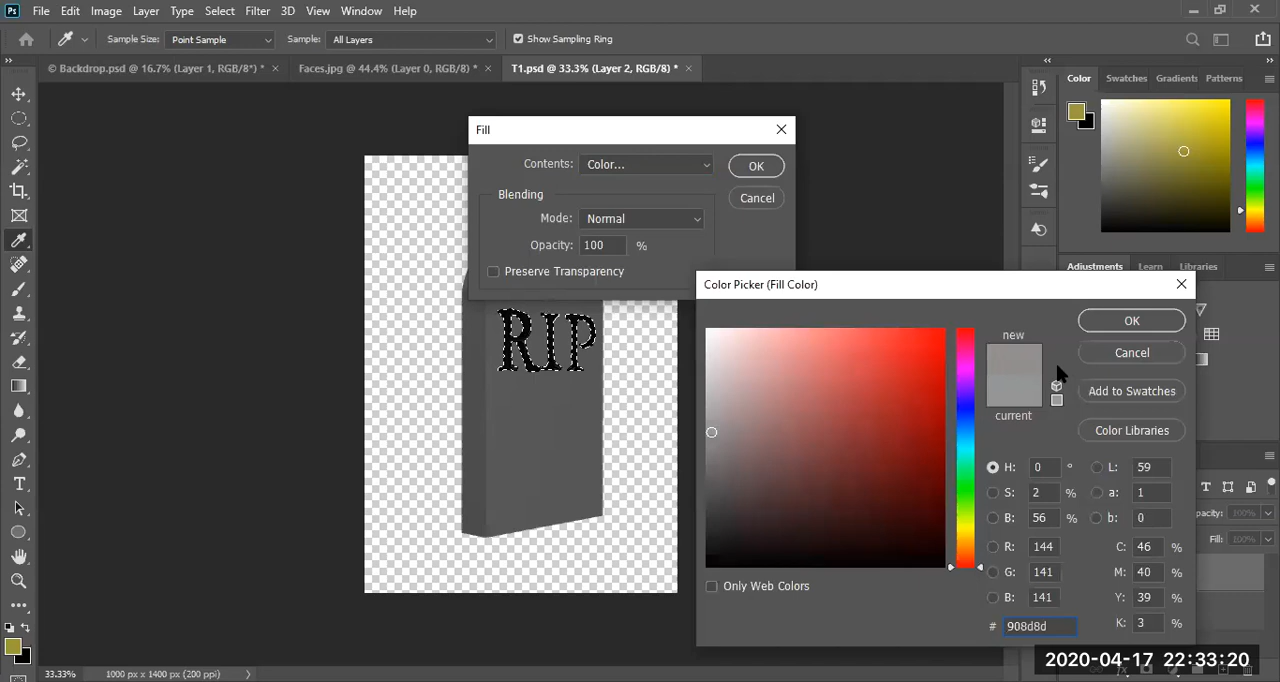 Ps File Edit Image Layer Type Select Filter 3D View Window Help
Sample Size: Point Sample Sample: All Layers Show Sampling Ring
© Backdrop.psd @ 16.7% (Layer 1, RGB/8*) * × Faces.jpg @ 44.4% (Layer 0, RGB/8) * × T1.psd @ 33.3% (Layer 2, RGB/8) * ×
Color Swatches Gradients Patterns
Fill
Contents: Color... OK
Blending Cancel
Mode: Normal
Opacity: 100 %
Preserve Transparency
Adjustments Learn Libraries
Color Picker (Fill Color)
RIP
new OK
Cancel
Add to Swatches
current
Color Libraries
H: 0 ° L: 59
S: 2 % a: 1
B: 56 % b: 0
R: 144 C: 46 %
G: 141 M: 40 %
B: 141 Y: 39 %
# 908d8d K: 3 %
Only Web Colors
pacity: 100%
Fill: 100%
2020-04-17 22:33:20
33.33% 1000 px x 1400 px (200 ppi)